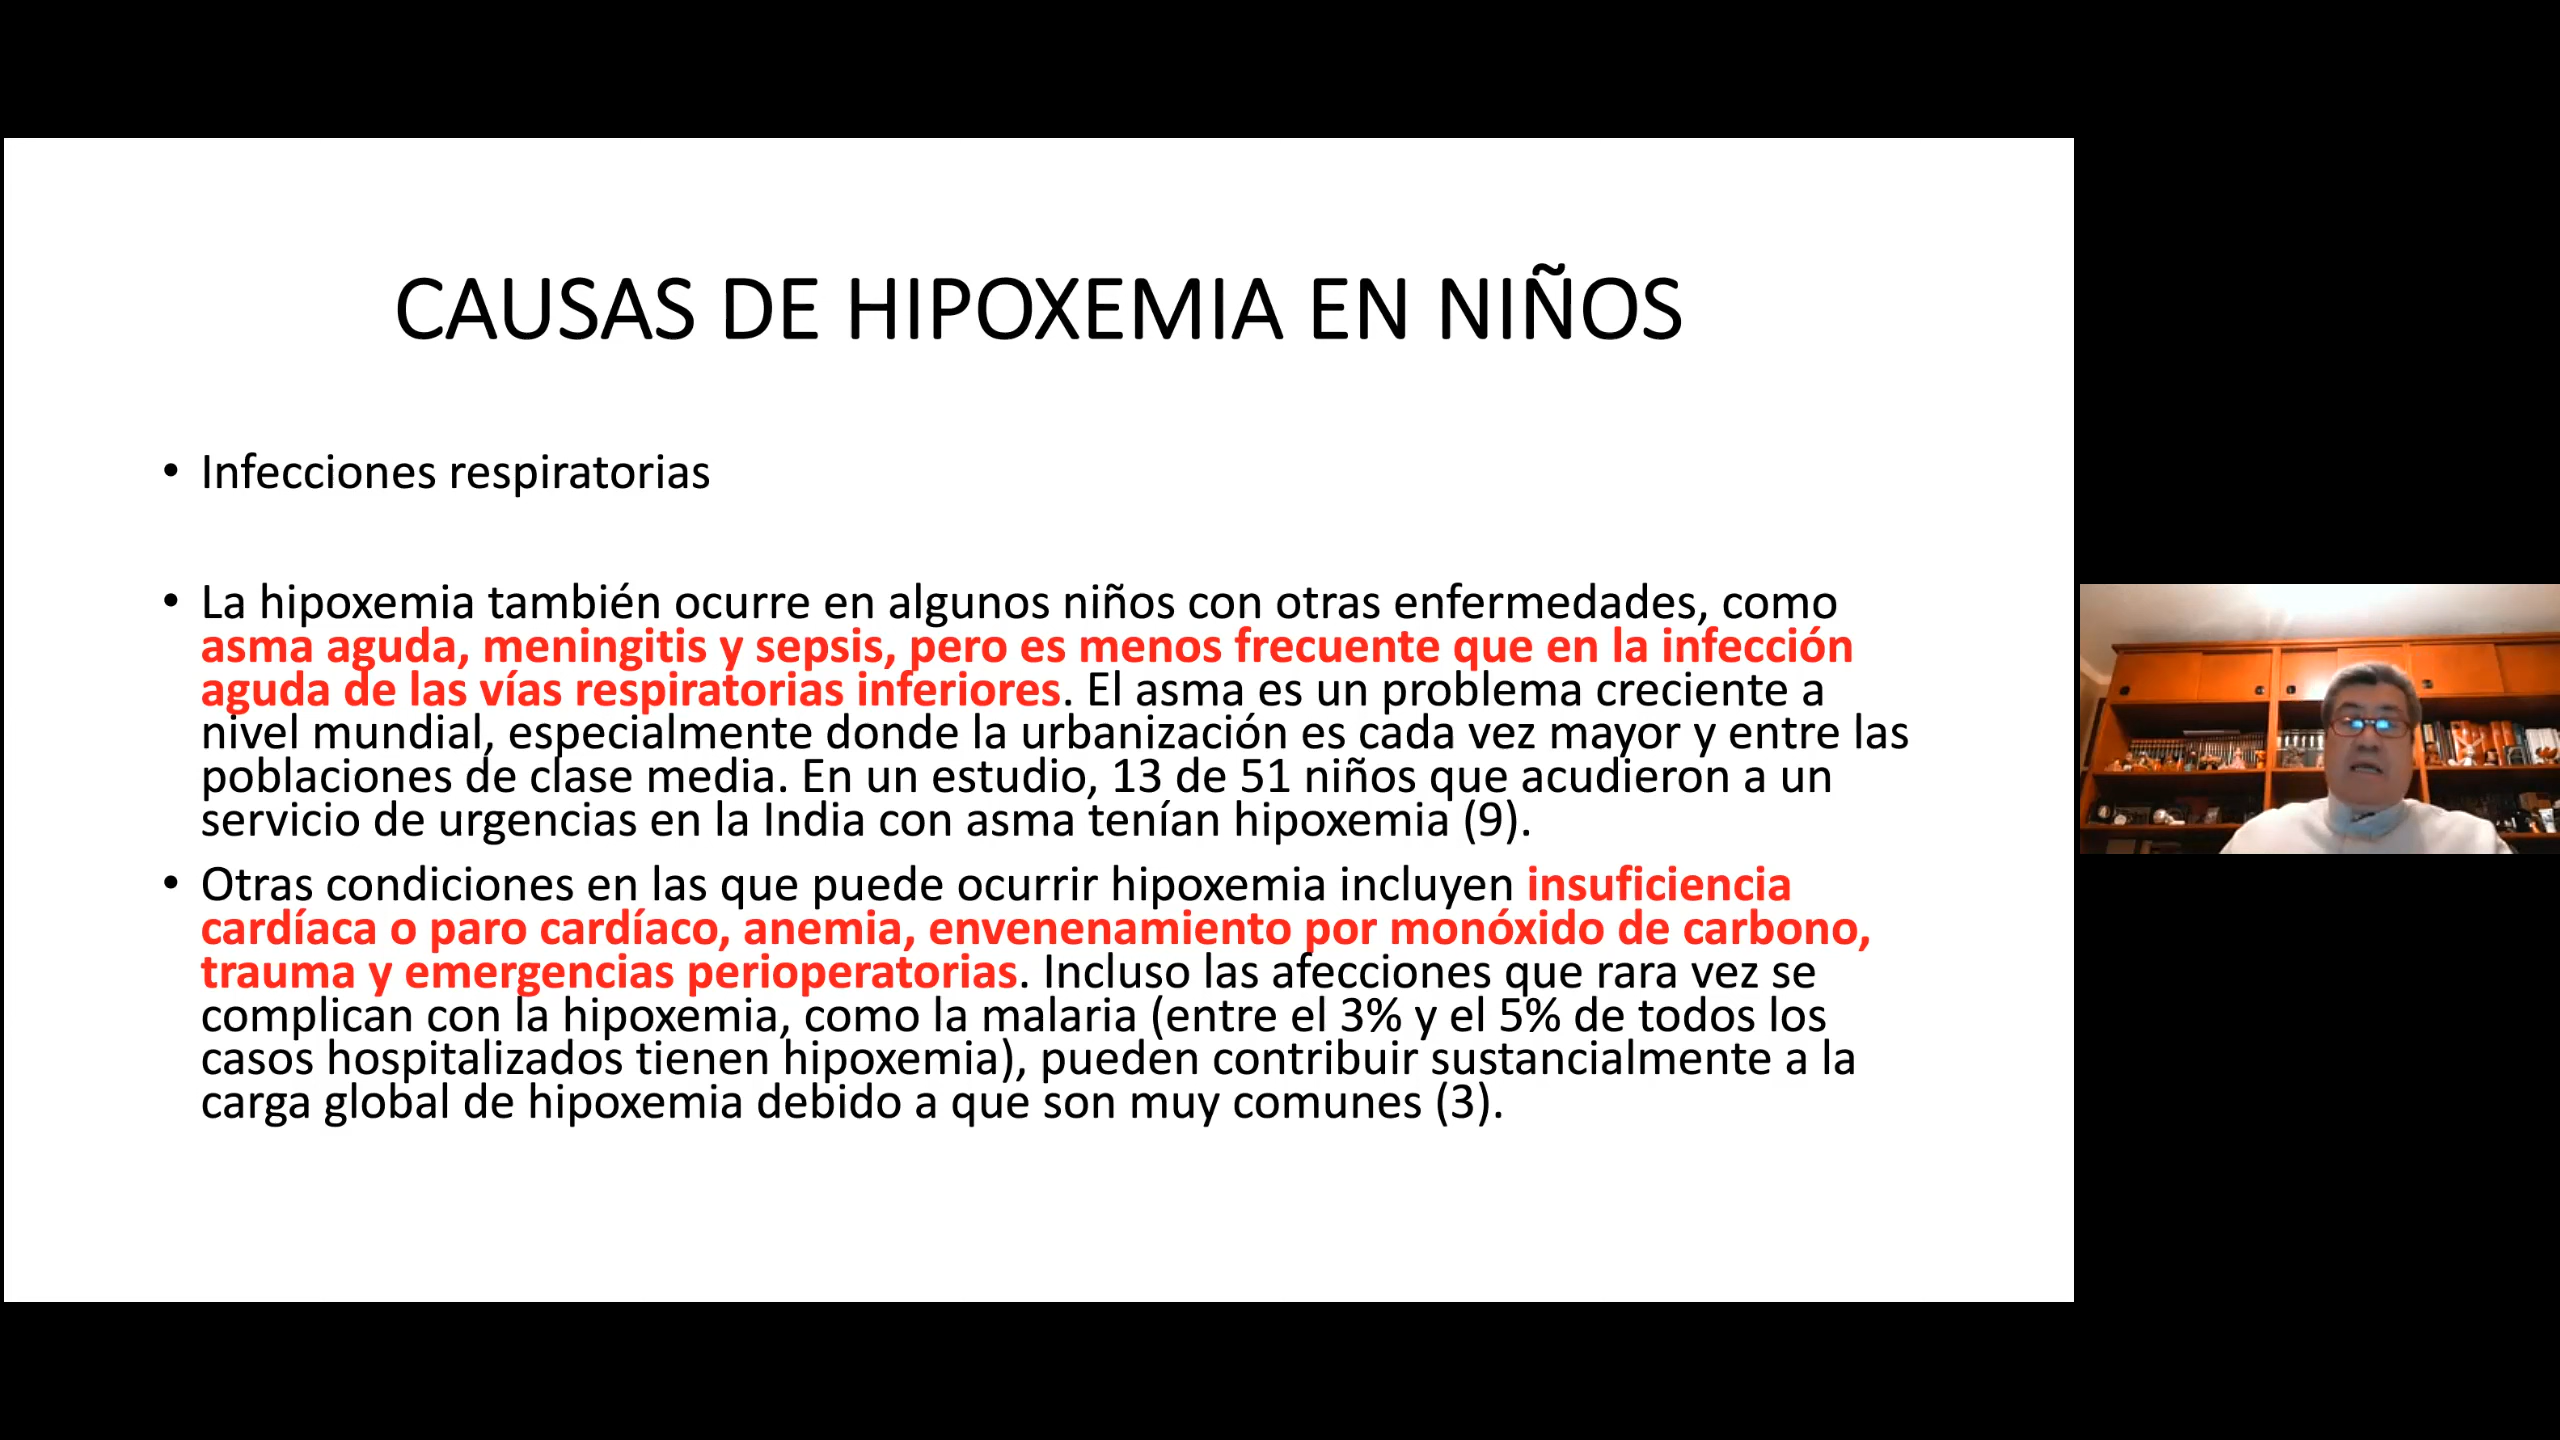 CAUSAS DE HIPOXEMIA EN NIÑOS
• Infecciones respiratorias
• La hipoxemia también ocurre en algunos niños con otras enfermedades, como
asma aguda, meningitis y sepsis, pero es menos frecuente que en la infección
aguda de las vías respiratorias inferiores. El asma es un problema creciente a
nivel mundial, especialmente donde la urbanización es cada vez mayor y entre las
poblaciones de clase media. En un estudio, 13 de 51 niños que acudieron a un
servicio de urgencias en la India con asma tenían hipoxemia (9).
• Otras condiciones en las que puede ocurrir hipoxemia incluyen insuficiencia
cardíaca o paro cardíaco, anemia, envenenamiento por monóxido de carbono,
trauma y emergencias perioperatorias. Incluso las afecciones que rara vez se
complican con la hipoxemia, como la malaria (entre el 3% y el 5% de todos los
casos hospitalizados tienen hipoxemia), pueden contribuir sustancialmente a la
carga global de hipoxemia debido a que son muy comunes (3).